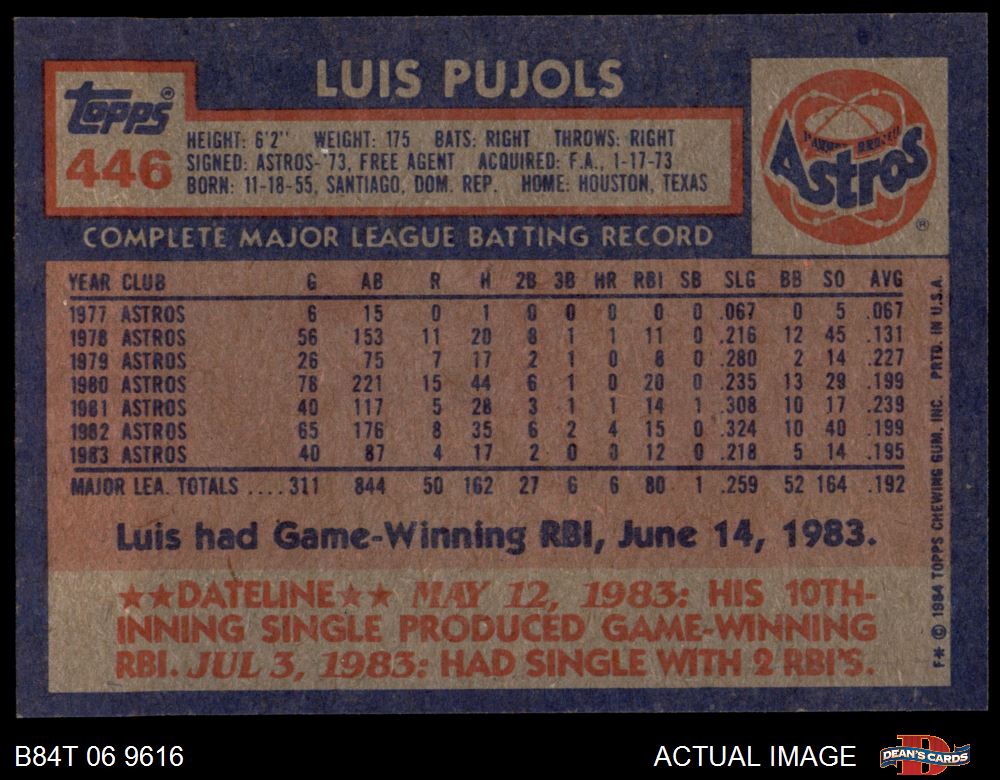 LUIS PUJOLS
Topps®
446
HEIGHT: 6'2" WEIGHT: 175 BATS: RIGHT THROWS: RIGHT
SIGNED: ASTROS-'73, FREE AGENT ACQUIRED: F.A., 1-17-73
BORN: 11-18-55, SANTIAGO, DOM. REP. HOME: HOUSTON, TEXAS
Astros
®
COMPLETE MAJOR LEAGUE BATTING RECORD
YEAR CLUB G AB R H 2B 3B HR RBI SB SLG BB SO AVG
1977 ASTROS 6 15 0 1 0 0 0 0 0 .067 0 5 .067
1978 ASTROS 56 153 11 20 8 1 1 11 0 .216 12 45 .131
1979 ASTROS 26 75 7 17 2 1 0 8 0 .280 2 14 .227
1980 ASTROS 78 221 15 44 6 1 0 20 0 .235 13 29 .199
1981 ASTROS 40 117 5 28 3 1 1 14 1 .308 10 17 .239
1982 ASTROS 65 176 8 35 6 2 4 15 0 .324 10 40 .199
1983 ASTROS 40 87 4 17 2 0 0 12 0 .218 5 14 .195
MAJOR LEA. TOTALS ....311 844 50 162 27 6 6 80 1 .259 52 164 .192
Luis had Game-Winning RBI, June 14, 1983.
★★DATELINE★★ MAY 12, 1983: HIS 10TH-
INNING SINGLE PRODUCED GAME-WINNING
RBI. JUL 3, 1983: HAD SINGLE WITH 2 RBI'S.
F* © 1984 TOPPS CHEWING GUM, INC. PRTD. IN U.S.A.
B84T 06 9616
ACTUAL IMAGE
DEAN'S CARDS